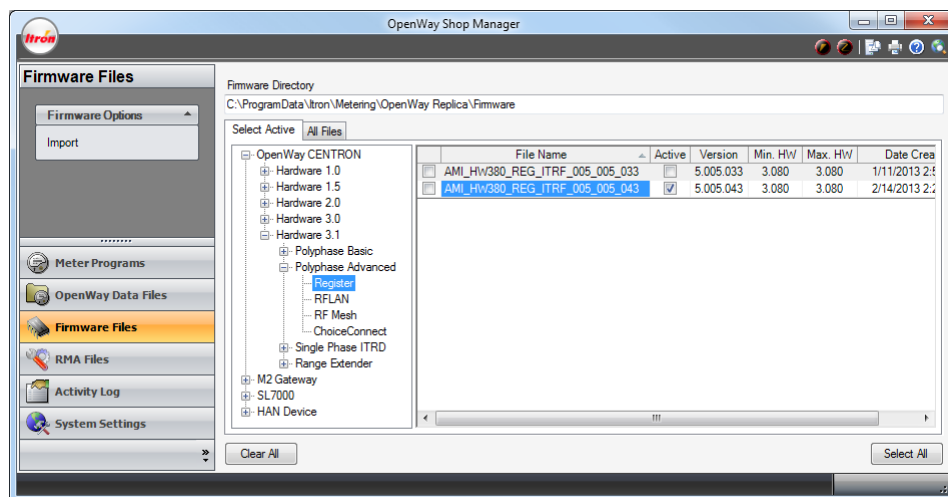 OpenWay Shop Manager
Itron
Firmware Files
Firmware Options
Import
Meter Programs
OpenWay Data Files
Firmware Files
RMA Files
Activity Log
System Settings
Firmware Directory
C:\ProgramData\Itron\Metering\OpenWay Replica\Firmware
Select Active All Files
OpenWay CENTRON
Hardware 1.0
Hardware 1.5
Hardware 2.0
Hardware 3.0
Hardware 3.1
Polyphase Basic
Polyphase Advanced
Register
RFLAN
RF Mesh
ChoiceConnect
Single Phase ITRD
Range Extender
M2 Gateway
SL7000
HAN Device
File Name Active Version Min. HW Max. HW Date Crea
AMI_HW380_REG_ITRF_005_005_033 5.005.033 3.080 3.080 1/11/2013 2:5
AMI_HW380_REG_ITRF_005_005_043 5.005.043 3.080 3.080 2/14/2013 2:2
Clear All
Select All